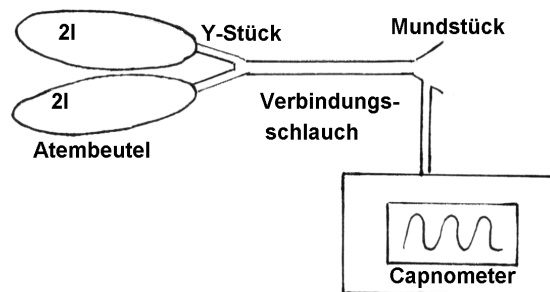 2l
Y-Stück
Mundstück
2l
Verbindungs-
schlauch
Atembeutel
Capnometer